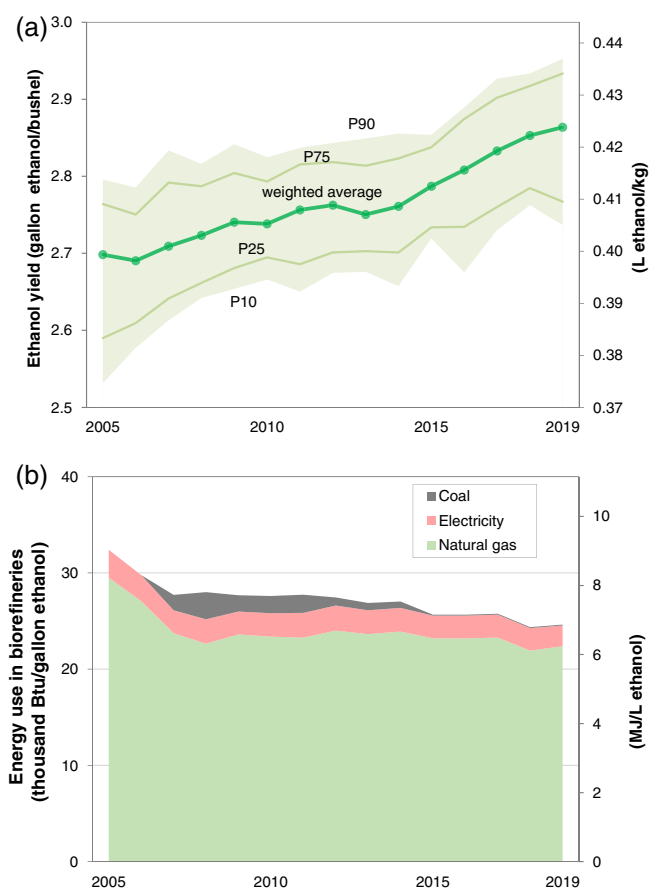 (a)
3.0
2.9
2.8
2.7
2.6
2.5
Ethanol yield (gallon ethanol/bushel)
P90
P75
weighted average
P25
P10
0.44
0.43
0.42
0.41
0.40
0.39
0.38
0.37
(L ethanol/kg)
2005
2010
2015
2019
(b)
40
30
20
10
0
Energy use in biorefineries
(thousand Btu/gallon ethanol)
Coal
Electricity
Natural gas
10
8
6
4
2
0
(MJ/L ethanol)
2005
2010
2015
2019